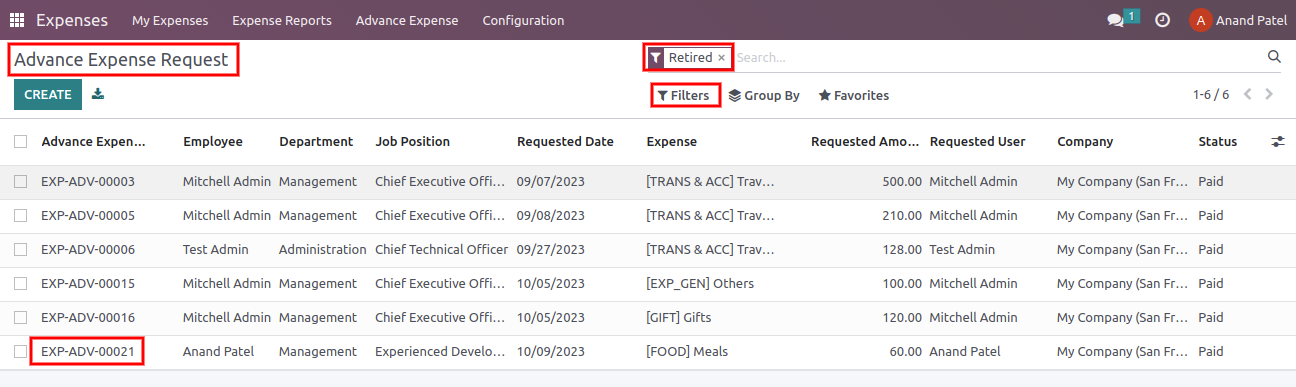 Expenses My Expenses Expense Reports Advance Expense Configuration 1 A Anand Patel
Advance Expense Request Retired × Search...
CREATE Filters Group By Favorites 1-6 / 6
Advance Expen... Employee Department Job Position Requested Date Expense Requested Amo... Requested User Company Status
EXP-ADV-00003 Mitchell Admin Management Chief Executive Offi... 09/07/2023 [TRANS & ACC] Trav... 500.00 Mitchell Admin My Company (San Fr... Paid
EXP-ADV-00005 Mitchell Admin Management Chief Executive Offi... 09/08/2023 [TRANS & ACC] Trav... 210.00 Mitchell Admin My Company (San Fr... Paid
EXP-ADV-00006 Test Admin Administration Chief Technical Officer 09/27/2023 [TRANS & ACC] Trav... 128.00 Test Admin My Company (San Fr... Paid
EXP-ADV-00015 Mitchell Admin Management Chief Executive Offi... 10/05/2023 [EXP_GEN] Others 100.00 Mitchell Admin My Company (San Fr... Paid
EXP-ADV-00016 Mitchell Admin Management Chief Executive Offi... 10/05/2023 [GIFT] Gifts 120.00 Mitchell Admin My Company (San Fr... Paid
EXP-ADV-00021 Anand Patel Management Experienced Develo... 10/09/2023 [FOOD] Meals 60.00 Anand Patel My Company (San Fr... Paid